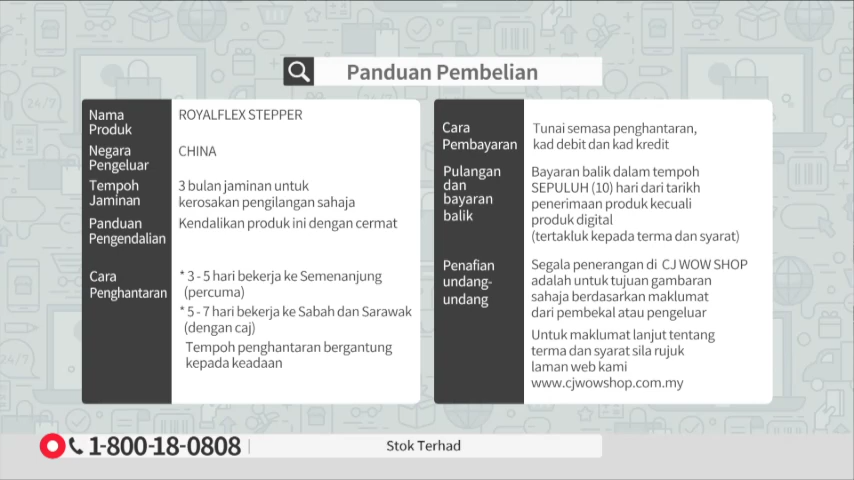 Panduan Pembelian
Nama
Produk
ROYALFLEX STEPPER
Negara
Pengeluar
CHINA
Tempoh
Jaminan
3 bulan jaminan untuk
kerosakan pengilangan sahaja
Panduan
Pengendalian
Kendalikan produk ini dengan cermat
Cara
Penghantaran
* 3 - 5 hari bekerja ke Semenanjung
(percuma)
* 5 - 7 hari bekerja ke Sabah dan Sarawak
(dengan caj)
Tempoh penghantaran bergantung
kepada keadaan
Cara
Pembayaran
Tunai semasa penghantaran,
kad debit dan kad kredit
Pulangan
dan
bayaran
balik
Bayaran balik dalam tempoh
SEPULUH (10) hari dari tarikh
penerimaan produk kecuali
produk digital
(tertakluk kepada terma dan syarat)
Penafian
undang-
undang
Segala penerangan di CJ WOW SHOP
adalah untuk tujuan gambaran
sahaja berdasarkan maklumat
dari pembekal atau pengeluar
Untuk maklumat lanjut tentang
terma dan syarat sila rujuk
laman web kami
www.cjwowshop.com.my
1-800-18-0808
Stok Terhad
24/7
24/7